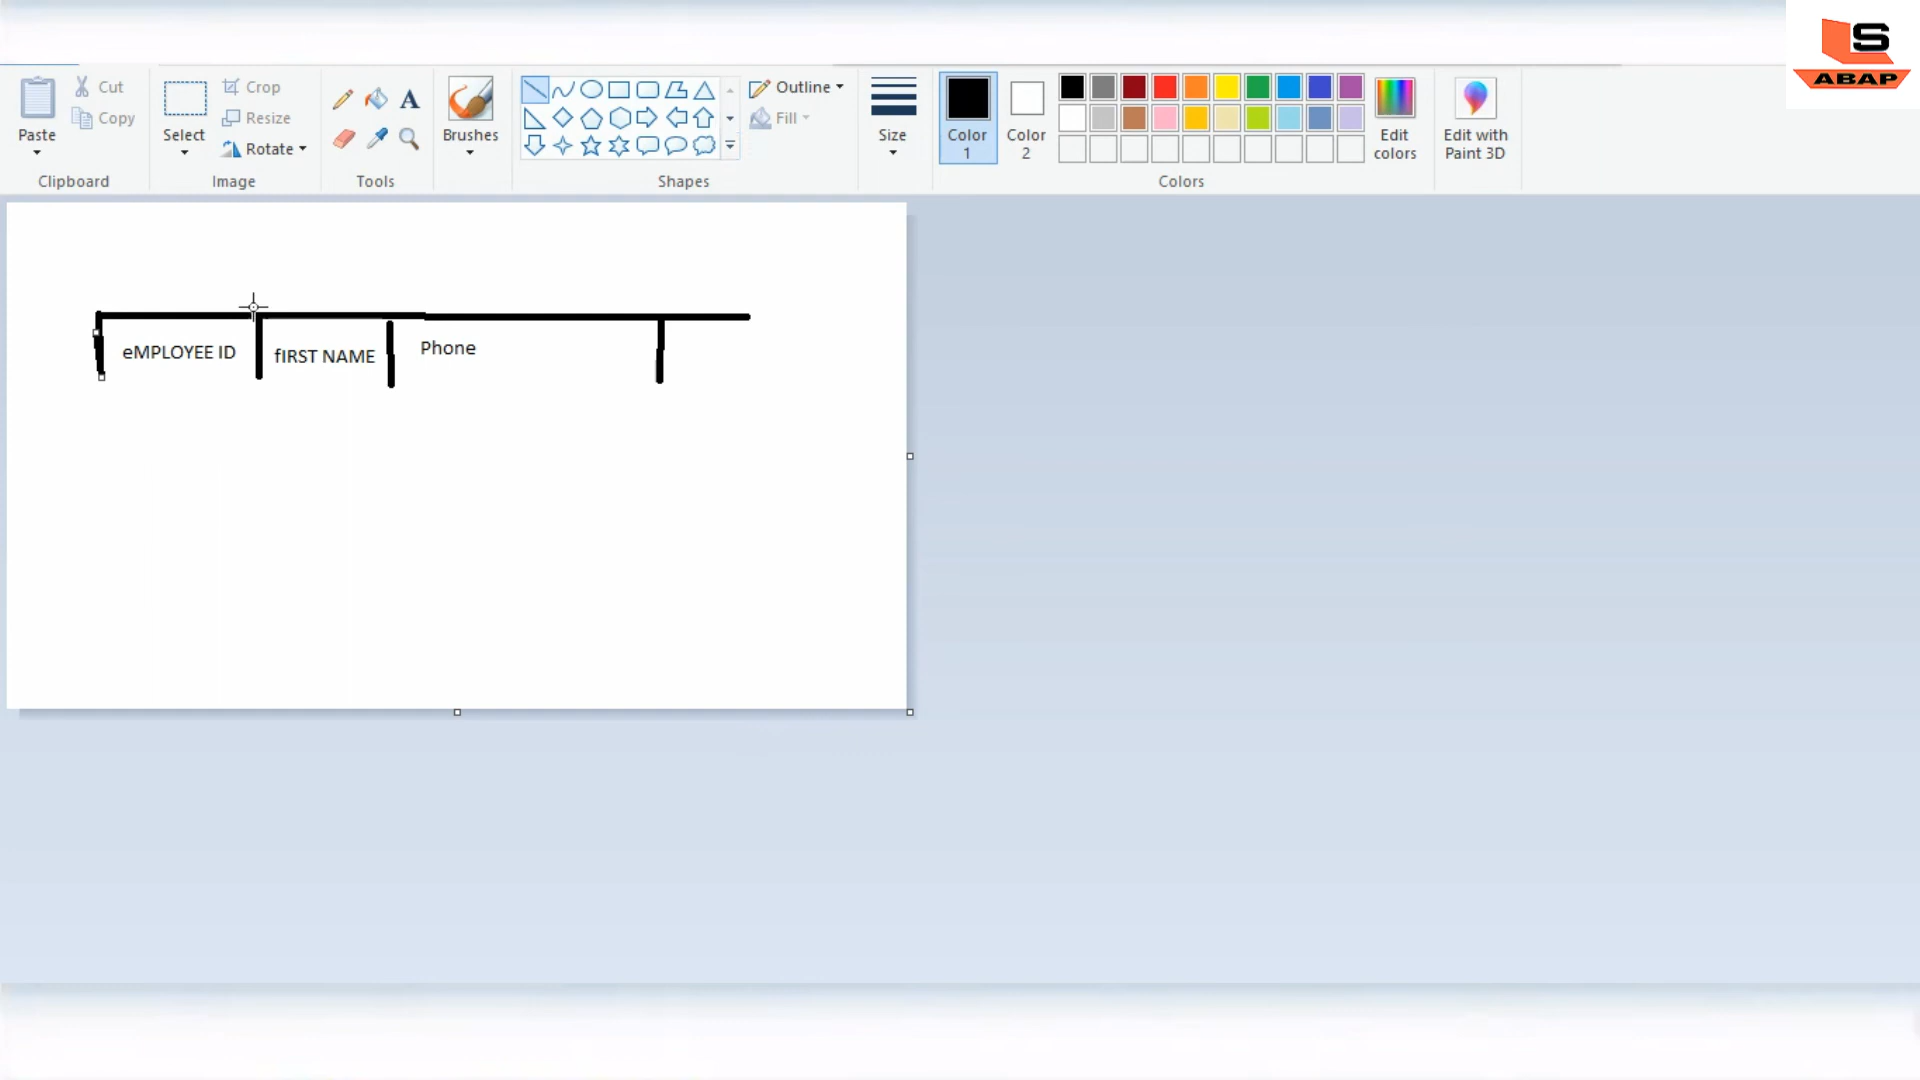 S
ABAP
Paste
Cut
Copy
Clipboard
Select
Crop
Resize
Rotate
Image
A
Tools
Brushes
Shapes
Outline
Fill
Size
Color 1
Color 2
Edit colors
Colors
Edit with Paint 3D
eMPLOYEE ID
fIRST NAME
Phone